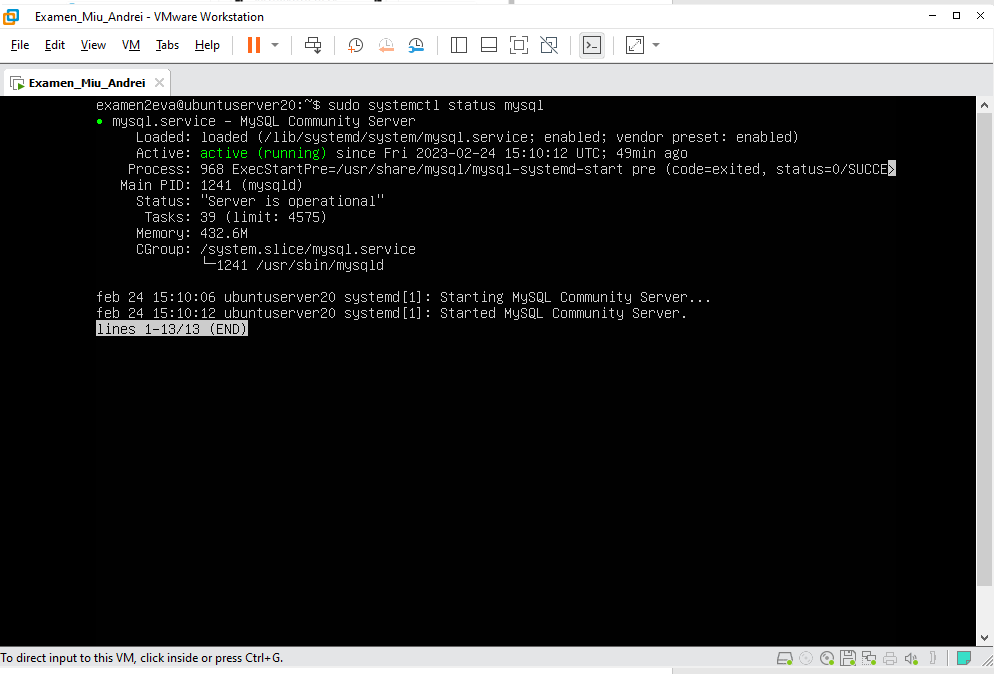 Examen_Miu_Andrei - VMware Workstation
File Edit View VM Tabs Help
Examen_Miu_Andrei
examen2eva@ubuntuserver20:~$ sudo systemctl status mysql
● mysql.service - MySQL Community Server
Loaded: loaded (/lib/systemd/system/mysql.service; enabled; vendor preset: enabled)
Active: active (running) since Fri 2023-02-24 15:10:12 UTC; 49min ago
Process: 968 ExecStartPre=/usr/share/mysql/mysql-systemd-start pre (code=exited, status=0/SUCCE>
Main PID: 1241 (mysqld)
Status: "Server is operational"
Tasks: 39 (limit: 4575)
Memory: 432.6M
CGroup: /system.slice/mysql.service
└─1241 /usr/sbin/mysqld
feb 24 15:10:06 ubuntuserver20 systemd[1]: Starting MySQL Community Server...
feb 24 15:10:12 ubuntuserver20 systemd[1]: Started MySQL Community Server.
lines 1-13/13 (END)
To direct input to this VM, click inside or press Ctrl+G.